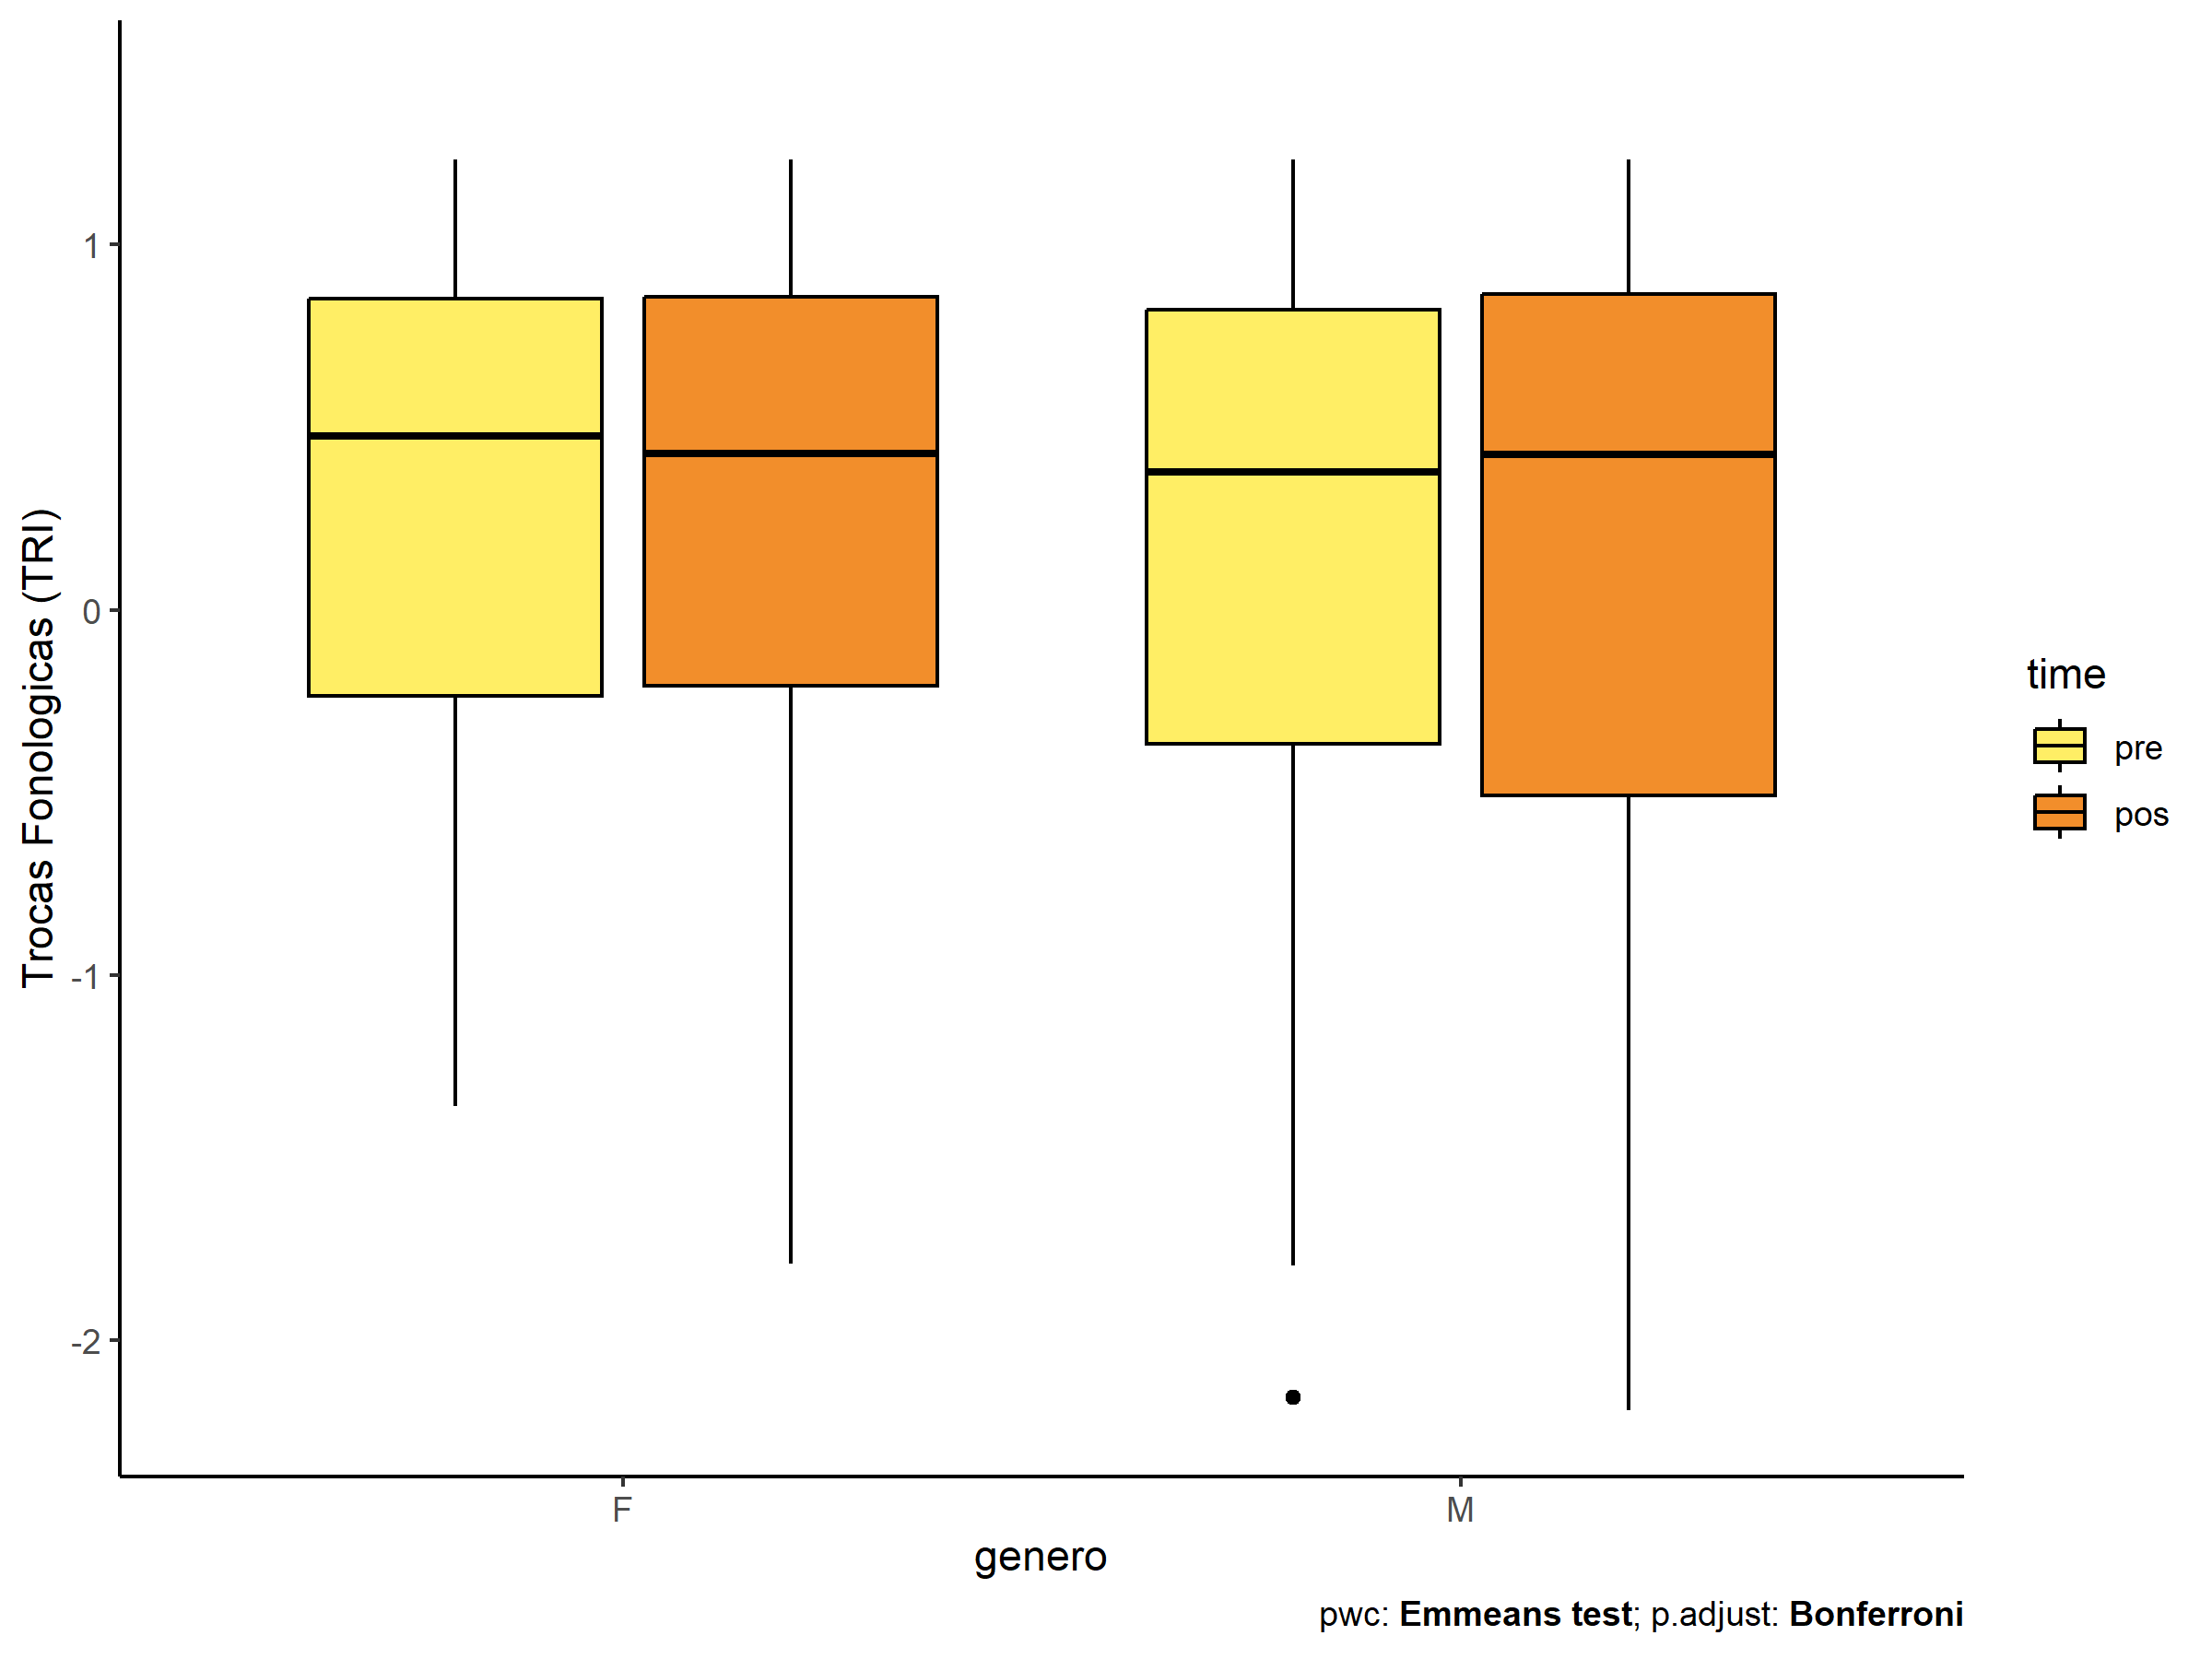 Trocas Fonologicas (TRI)
1
0
-1
-2
F
M
genero
time
pre
pos
pwc: Emmeans test; p.adjust: Bonferroni